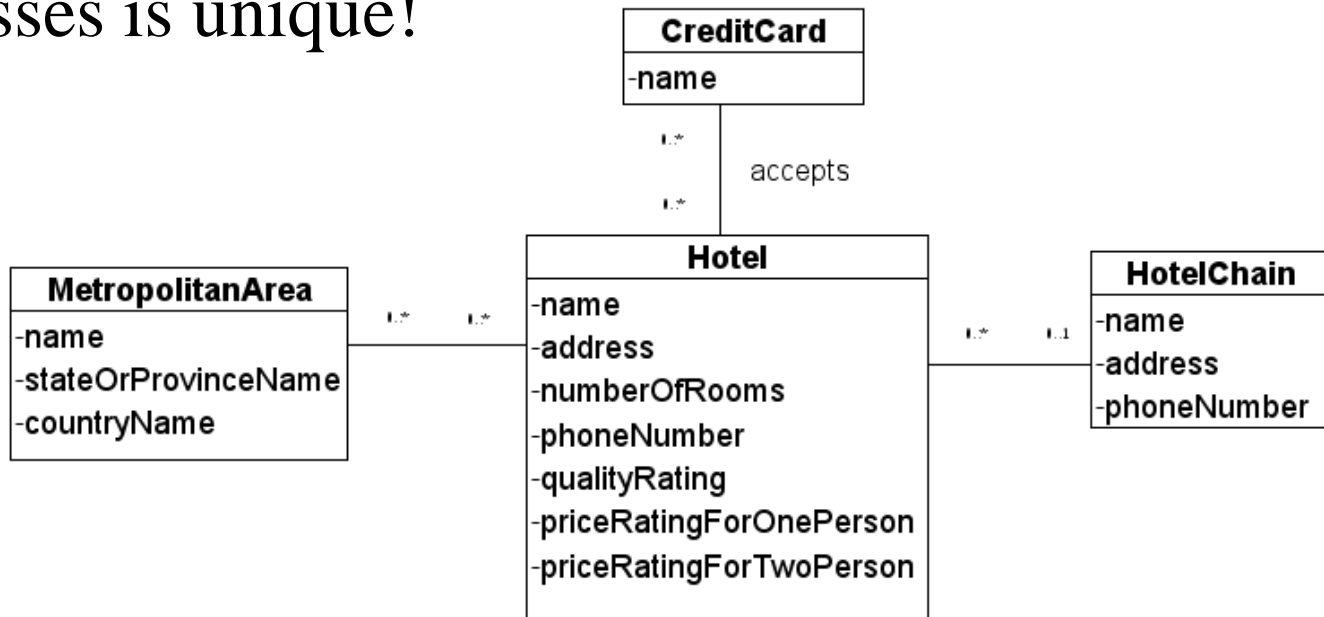 sses is unique!
CreditCard
-name
1..*
accepts
1..*
Hotel
-name
-address
-numberOfRooms
-phoneNumber
-qualityRating
-priceRatingForOnePerson
-priceRatingForTwoPerson
MetropolitanArea
-name
-stateOrProvinceName
-countryName
1..* 1..*
HotelChain
-name
-address
-phoneNumber
1..* 1..1